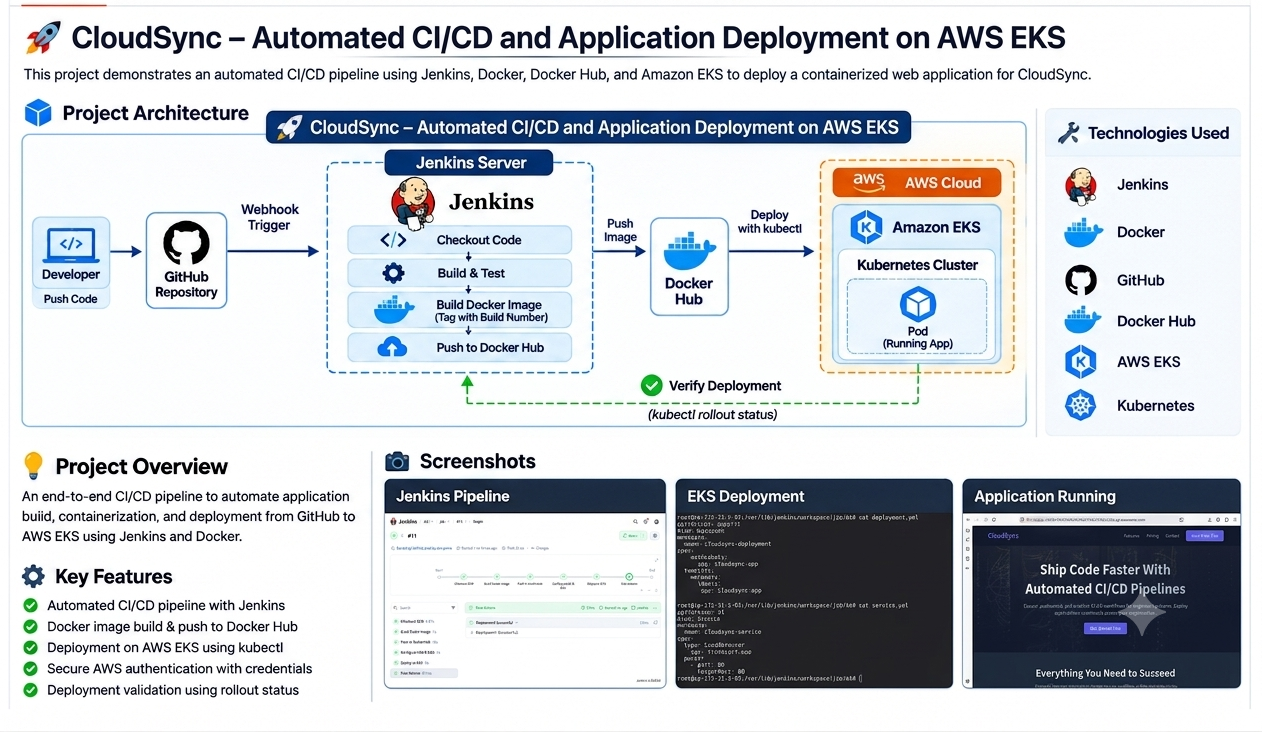 CloudSync – Automated CI/CD and Application Deployment on AWS EKS
This project demonstrates an automated CI/CD pipeline using Jenkins, Docker, Docker Hub, and Amazon EKS to deploy a containerized web application for CloudSync.
Project Architecture
CloudSync – Automated CI/CD and Application Deployment on AWS EKS
</>
Developer
Push Code
GitHub
Repository
Webhook
Trigger
Jenkins Server
Jenkins
</> Checkout Code
Build & Test
Build Docker Image
(Tag with Build Number)
Push to Docker Hub
Push
Image
Docker
Hub
Deploy
with kubectl
aws AWS Cloud
K Amazon EKS
Kubernetes Cluster
Pod
(Running App)
Verify Deployment
(kubectl rollout status)
Technologies Used
Jenkins
Docker
GitHub
Docker Hub
K AWS EKS
Kubernetes
Project Overview
An end-to-end CI/CD pipeline to automate application
build, containerization, and deployment from GitHub to
AWS EKS using Jenkins and Docker.
Key Features
Automated CI/CD pipeline with Jenkins
Docker image build & push to Docker Hub
Deployment on AWS EKS using kubectl
Secure AWS authentication with credentials
Deployment validation using rollout status
Screenshots
Jenkins Pipeline
Jenkins
#11
EKS Deployment
cat deployment.yml
Application Running
CloudSync
Ship Code Faster With
Automated CI/CD Pipelines
Everything You Need to Succeed